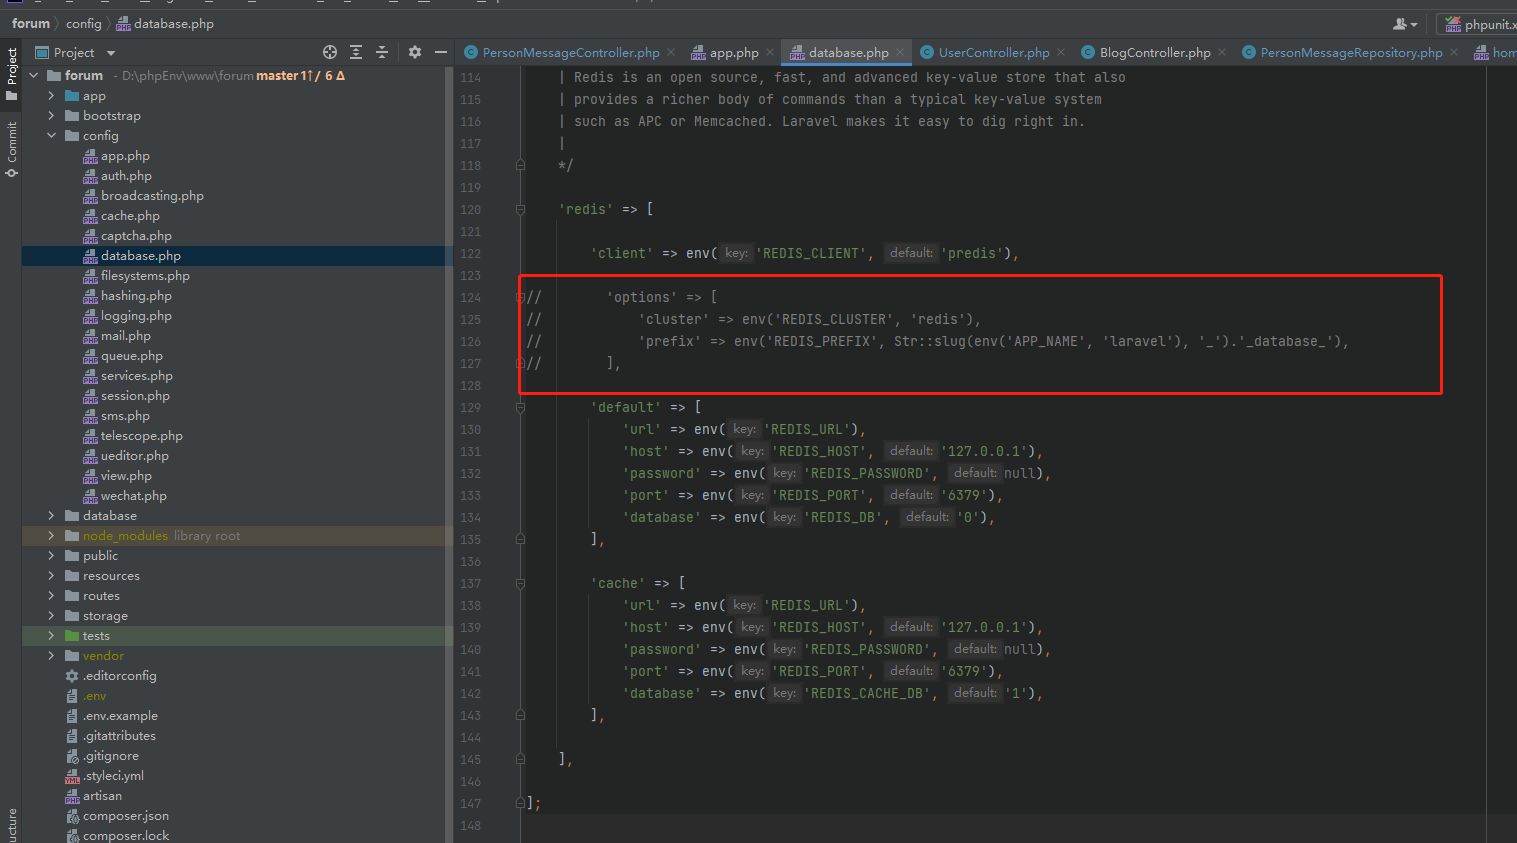 forum config database.php
phpunit.x
Project
PersonMessageController.php
app.php
database.php
UserController.php
BlogController.php
PersonMessageRepository.php
hom
Project
Commit
ucture
forum - D:\phpEnv\www\forum master 1↑/ 6 Δ
app
bootstrap
config
app.php
auth.php
broadcasting.php
cache.php
captcha.php
database.php
filesystems.php
hashing.php
logging.php
mail.php
queue.php
services.php
session.php
sms.php
telescope.php
ueditor.php
view.php
wechat.php
database
node_modules library root
public
resources
routes
storage
tests
vendor
.editorconfig
.env
.env.example
.gitattributes
.gitignore
.styleci.yml
artisan
composer.json
composer.lock
114 | Redis is an open source, fast, and advanced key-value store that also
115 | provides a richer body of commands than a typical key-value system
116 | such as APC or Memcached. Laravel makes it easy to dig right in.
117 |
118 */
119
120 'redis' => [
121
122 'client' => env( key: 'REDIS_CLIENT', default: 'predis'),
123
124 // 'options' => [
125 // 'cluster' => env('REDIS_CLUSTER', 'redis'),
126 // 'prefix' => env('REDIS_PREFIX', Str::slug(env('APP_NAME', 'laravel'), '_').'_database_'),
127 // ],
128
129 'default' => [
130 'url' => env( key: 'REDIS_URL'),
131 'host' => env( key: 'REDIS_HOST', default: '127.0.0.1'),
132 'password' => env( key: 'REDIS_PASSWORD', default: null),
133 'port' => env( key: 'REDIS_PORT', default: '6379'),
134 'database' => env( key: 'REDIS_DB', default: '0'),
135 ],
136
137 'cache' => [
138 'url' => env( key: 'REDIS_URL'),
139 'host' => env( key: 'REDIS_HOST', default: '127.0.0.1'),
140 'password' => env( key: 'REDIS_PASSWORD', default: null),
141 'port' => env( key: 'REDIS_PORT', default: '6379'),
142 'database' => env( key: 'REDIS_CACHE_DB', default: '1'),
143 ],
144
145 ],
146
147 ];
148